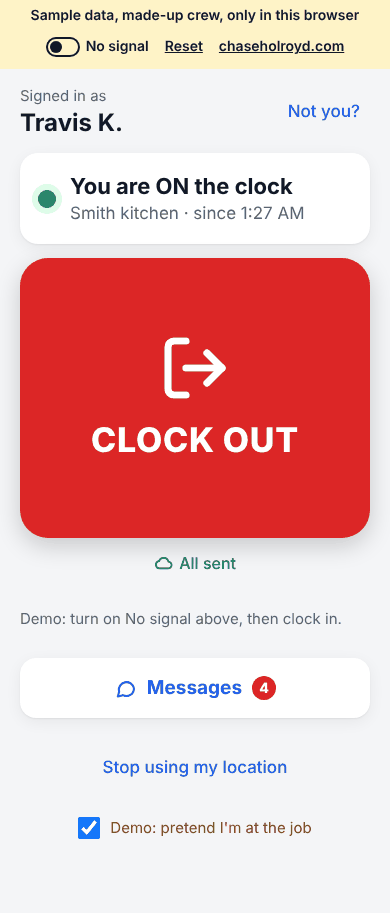 Sample data, made-up crew, only in this browser
No signal Reset chaseholroyd.com
Signed in as
Travis K.
Not you?
You are ON the clock
Smith kitchen · since 1:27 AM
CLOCK OUT
All sent
Demo: turn on No signal above, then clock in.
Messages 4
Stop using my location
Demo: pretend I'm at the job